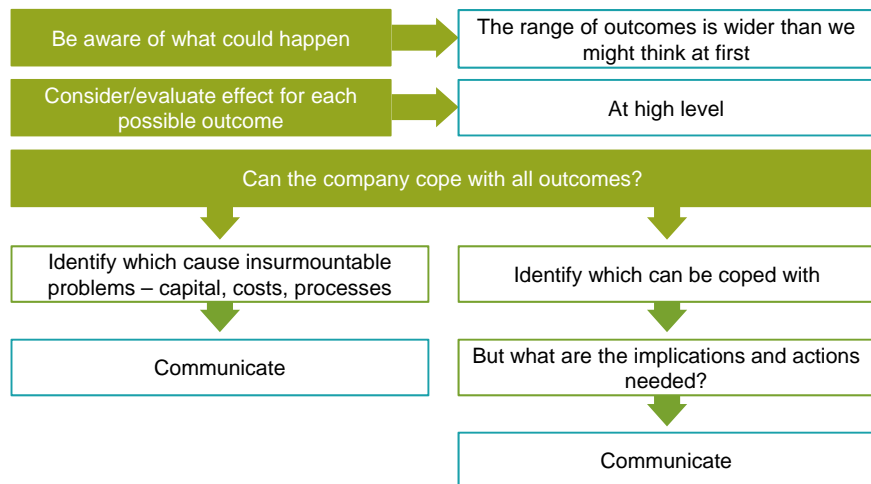 Be aware of what could happen
The range of outcomes is wider than we
might think at first
Consider/evaluate effect for each
possible outcome
At high level
Can the company cope with all outcomes?
Identify which cause insurmountable
problems – capital, costs, processes
Identify which can be coped with
Communicate
But what are the implications and actions
needed?
Communicate